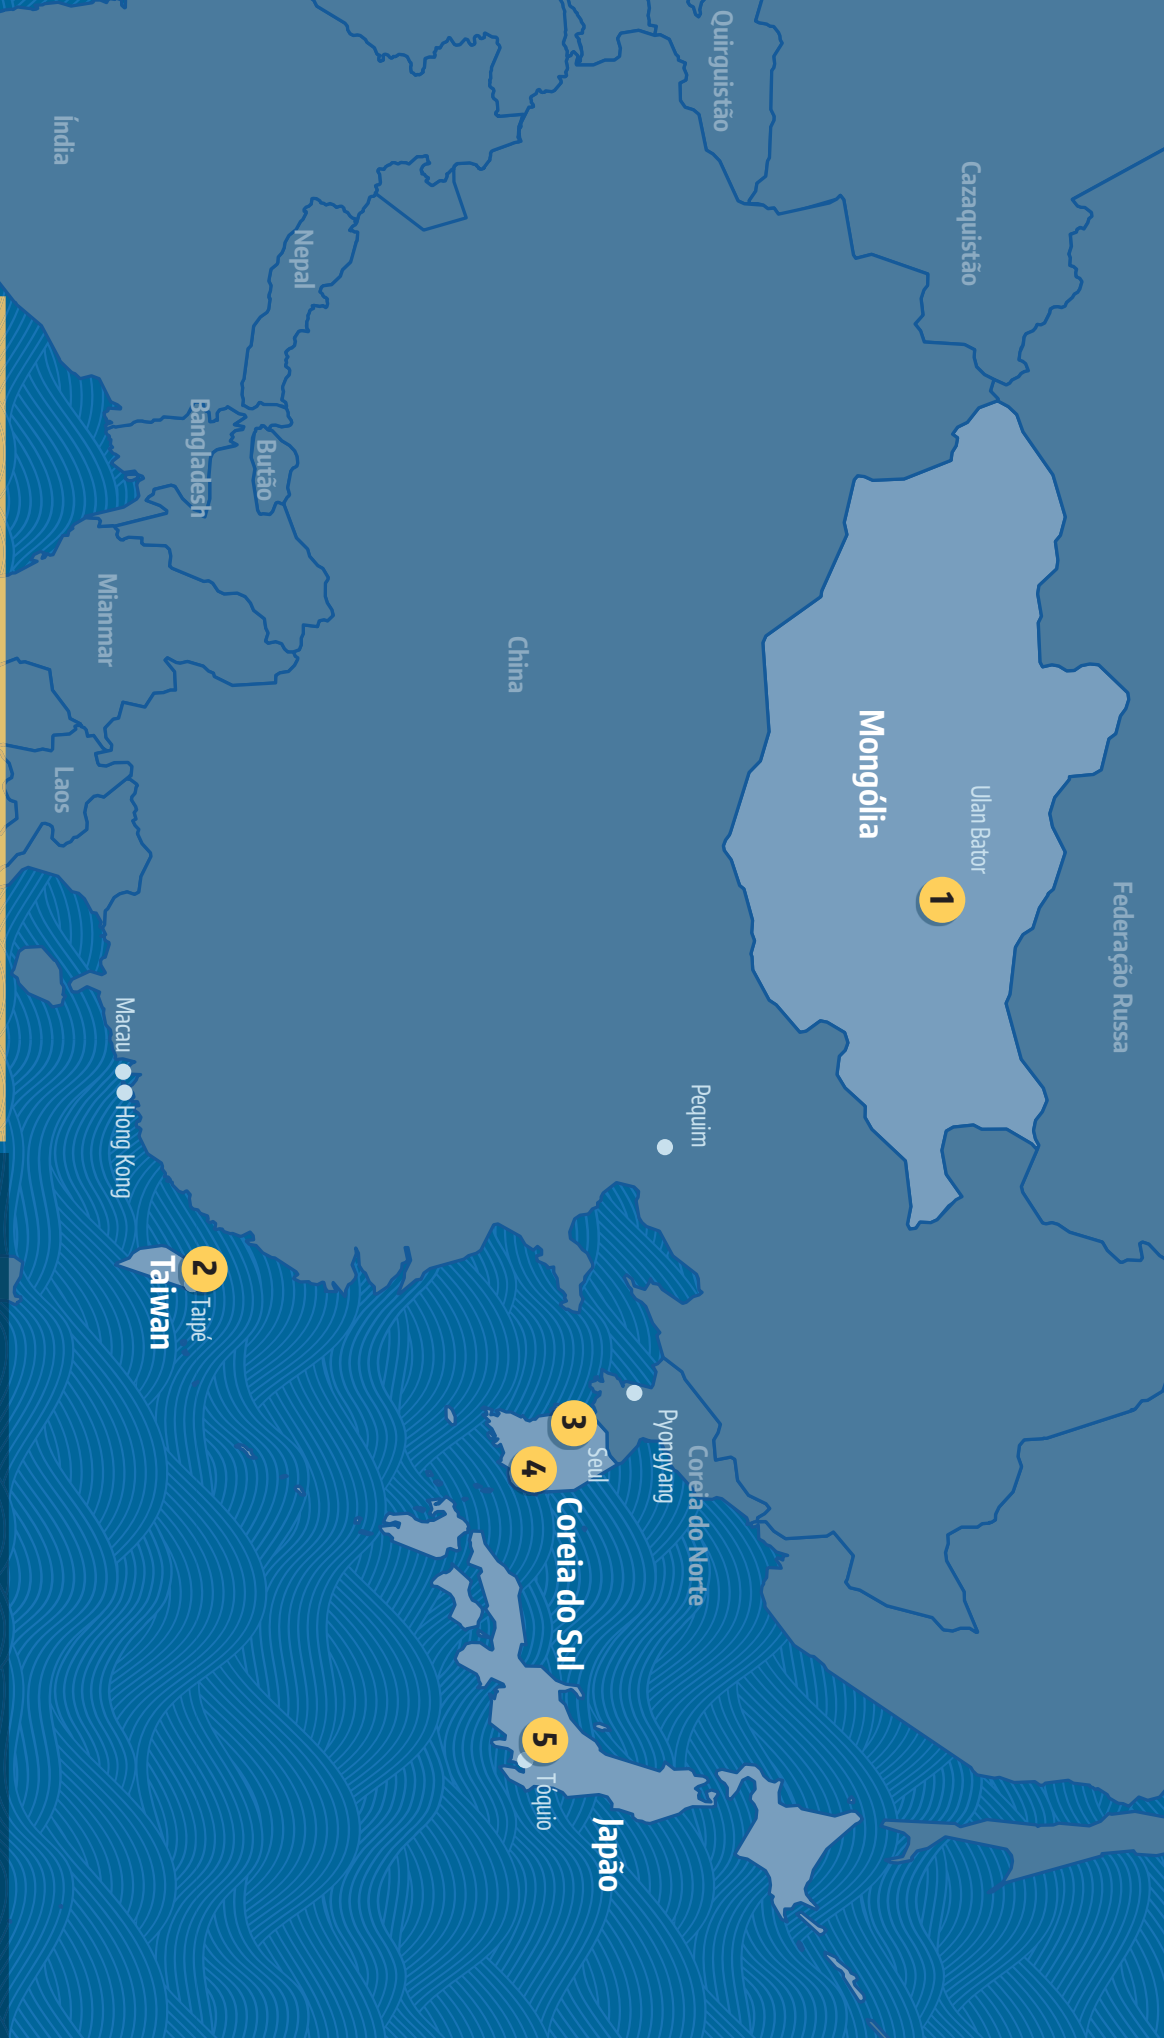 Federação Russa
Cazaquistão
Ulan Bator
1
Mongólia
Quirguistão
Pequim
Coreia do Norte
Pyongyang
Japão
Seul
3
Coreia do Sul
Tóquio
5
4
China
Nepal
Butão
Bangladesh
2
Taipé
Taiwan
Macau
Hong Kong
Mianmar
Índia
Laos